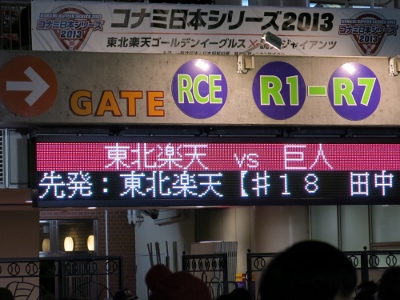 コナミ日本シリーズ2013
東北楽天ゴールデンイーグルス × 読売ジャイアンツ
GATE RCE R1-R7
東北楽天 vs 巨人
先発：東北楽天【♯18 田中